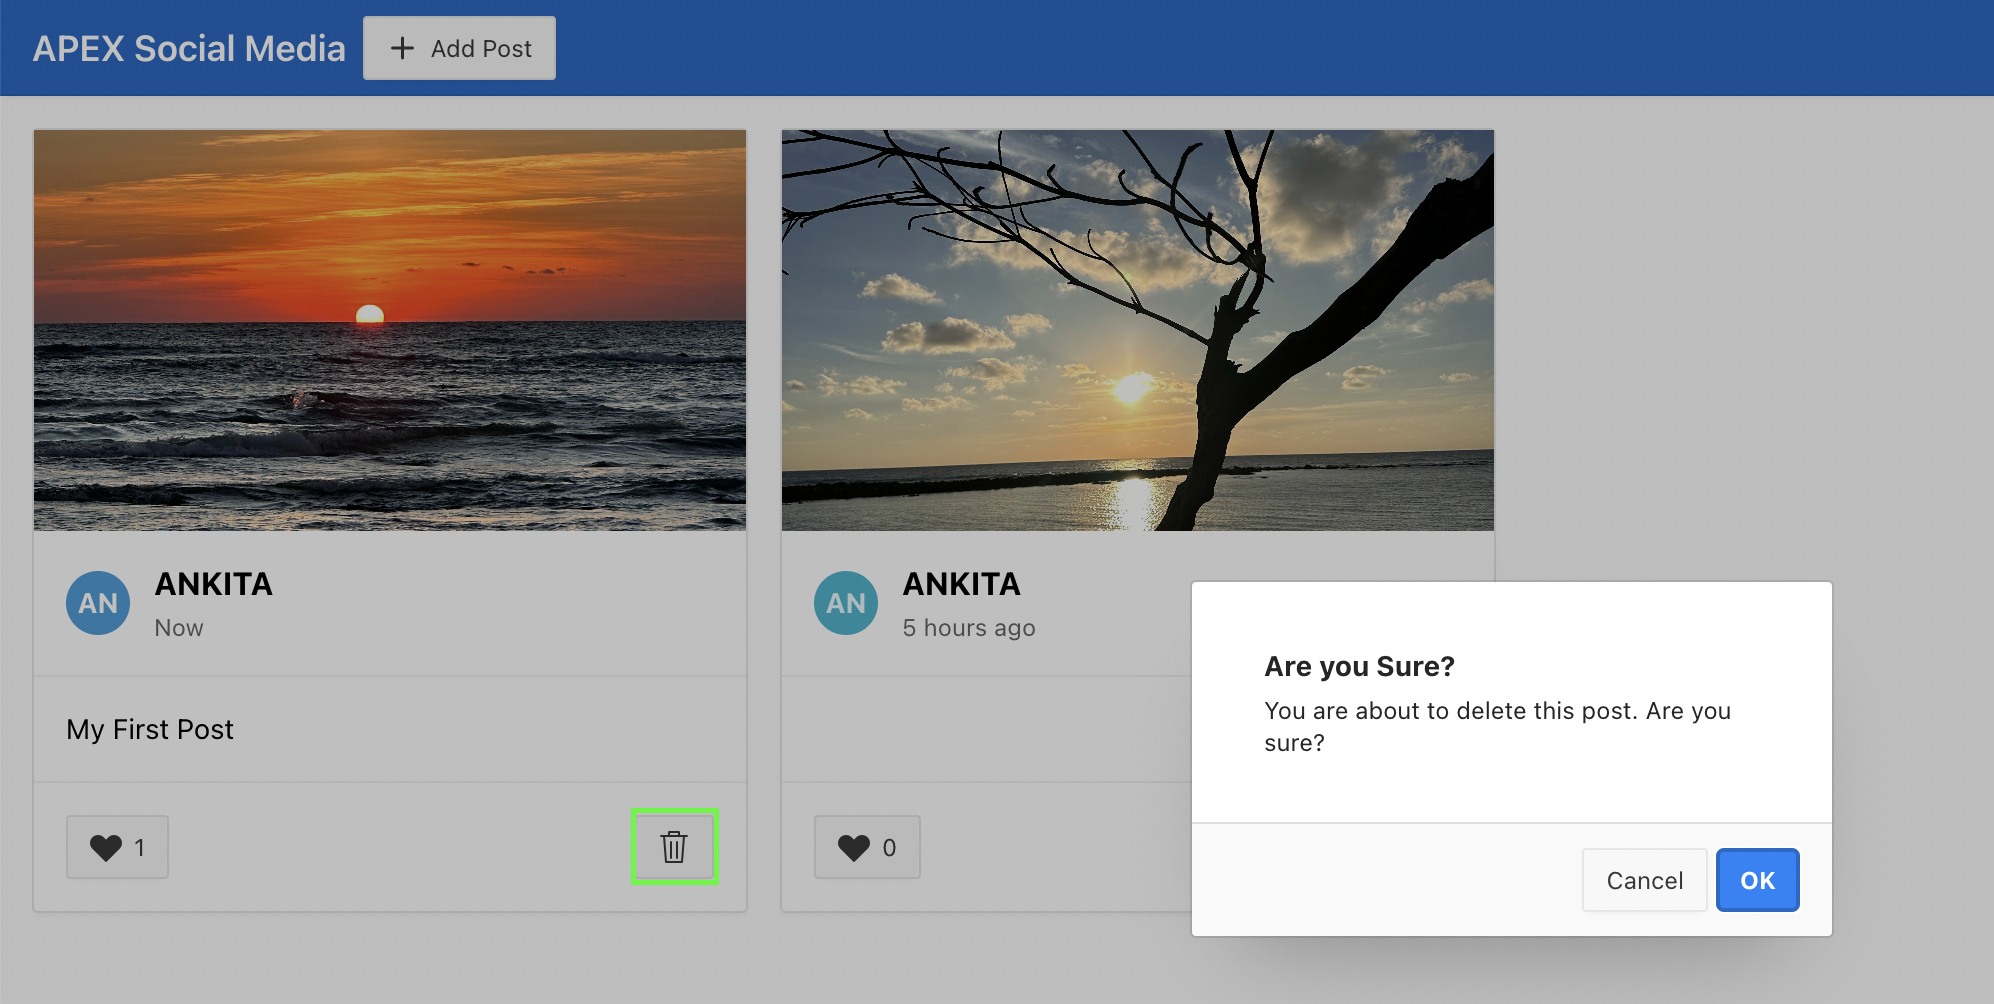 APEX Social Media
Add Post
AN
ANKITA
Now
My First Post
1
AN
ANKITA
5 hours ago
0
Are you Sure?
You are about to delete this post. Are you
sure?
Cancel
OK